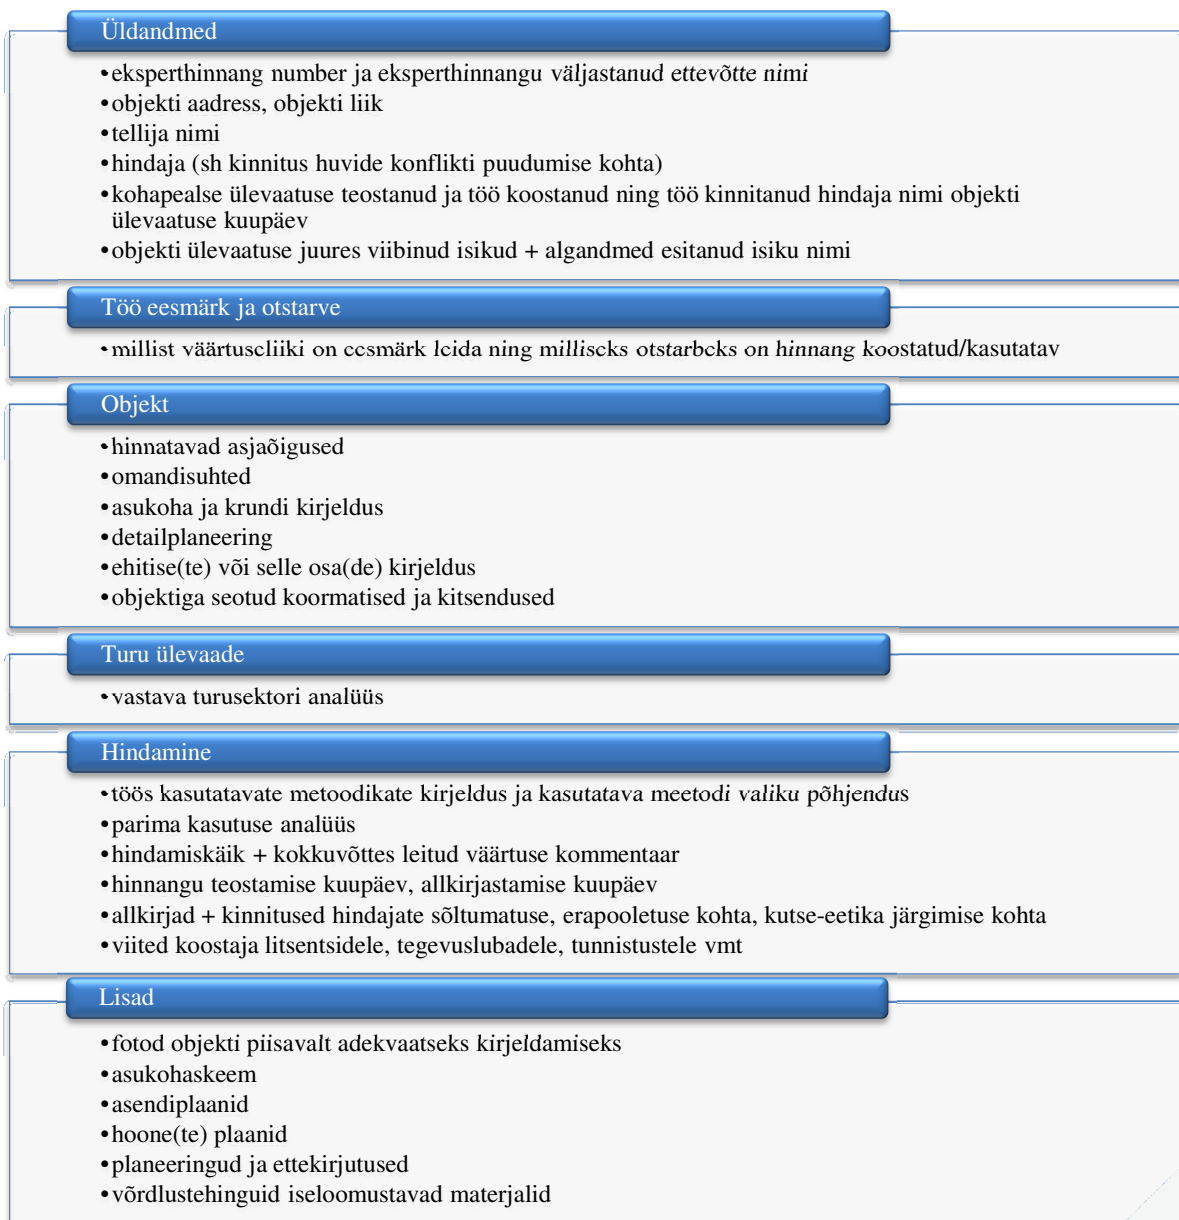 Üldandmed
•eksperthinnang number ja eksperthinnangu väljastanud ettevõtte nimi
•objekti aadress, objekti liik
•tellija nimi
•hindaja (sh kinnitus huvide konflikti puudumise kohta)
•kohapealse ülevaatuse teostanud ja töö koostanud ning töö kinnitanud hindaja nimi objekti
ülevaatuse kuupäev
•objekti ülevaatuse juures viibinud isikud + algandmed esitanud isiku nimi
Töö eesmärk ja otstarve
•millist väärtuseliiki on eesmärk leida ning milliseks otstarbeks on hinnang koostatud/kasutatav
Objekt
•hinnatavad asjaõigused
•omandisuhted
•asukoha ja krundi kirjeldus
•detailplaneering
•ehitise(te) või selle osa(de) kirjeldus
•objektiga seotud koormatised ja kitsendused
Turu ülevaade
•vastava turusektori analüüs
Hindamine
•töös kasutatavate metoodikate kirjeldus ja kasutatava meetodi valiku põhjendus
•parima kasutuse analüüs
•hindamiskäik + kokkuvõttes leitud väärtuse kommentaar
•hinnangu teostamise kuupäev, allkirjastamise kuupäev
•allkirjad + kinnitused hindajate sõltumatuse, erapooletuse kohta, kutse-eetika järgimise kohta
•viited koostaja litsentsidele, tegevuslubadele, tunnistustele vmt
Lisad
•fotod objekti piisavalt adekvaatseks kirjeldamiseks
•asukohaskeem
•asendiplaanid
•hoone(te) plaanid
•planeeringud ja ettekirjutused
•võrdlustehinguid iseloomustavad materjalid